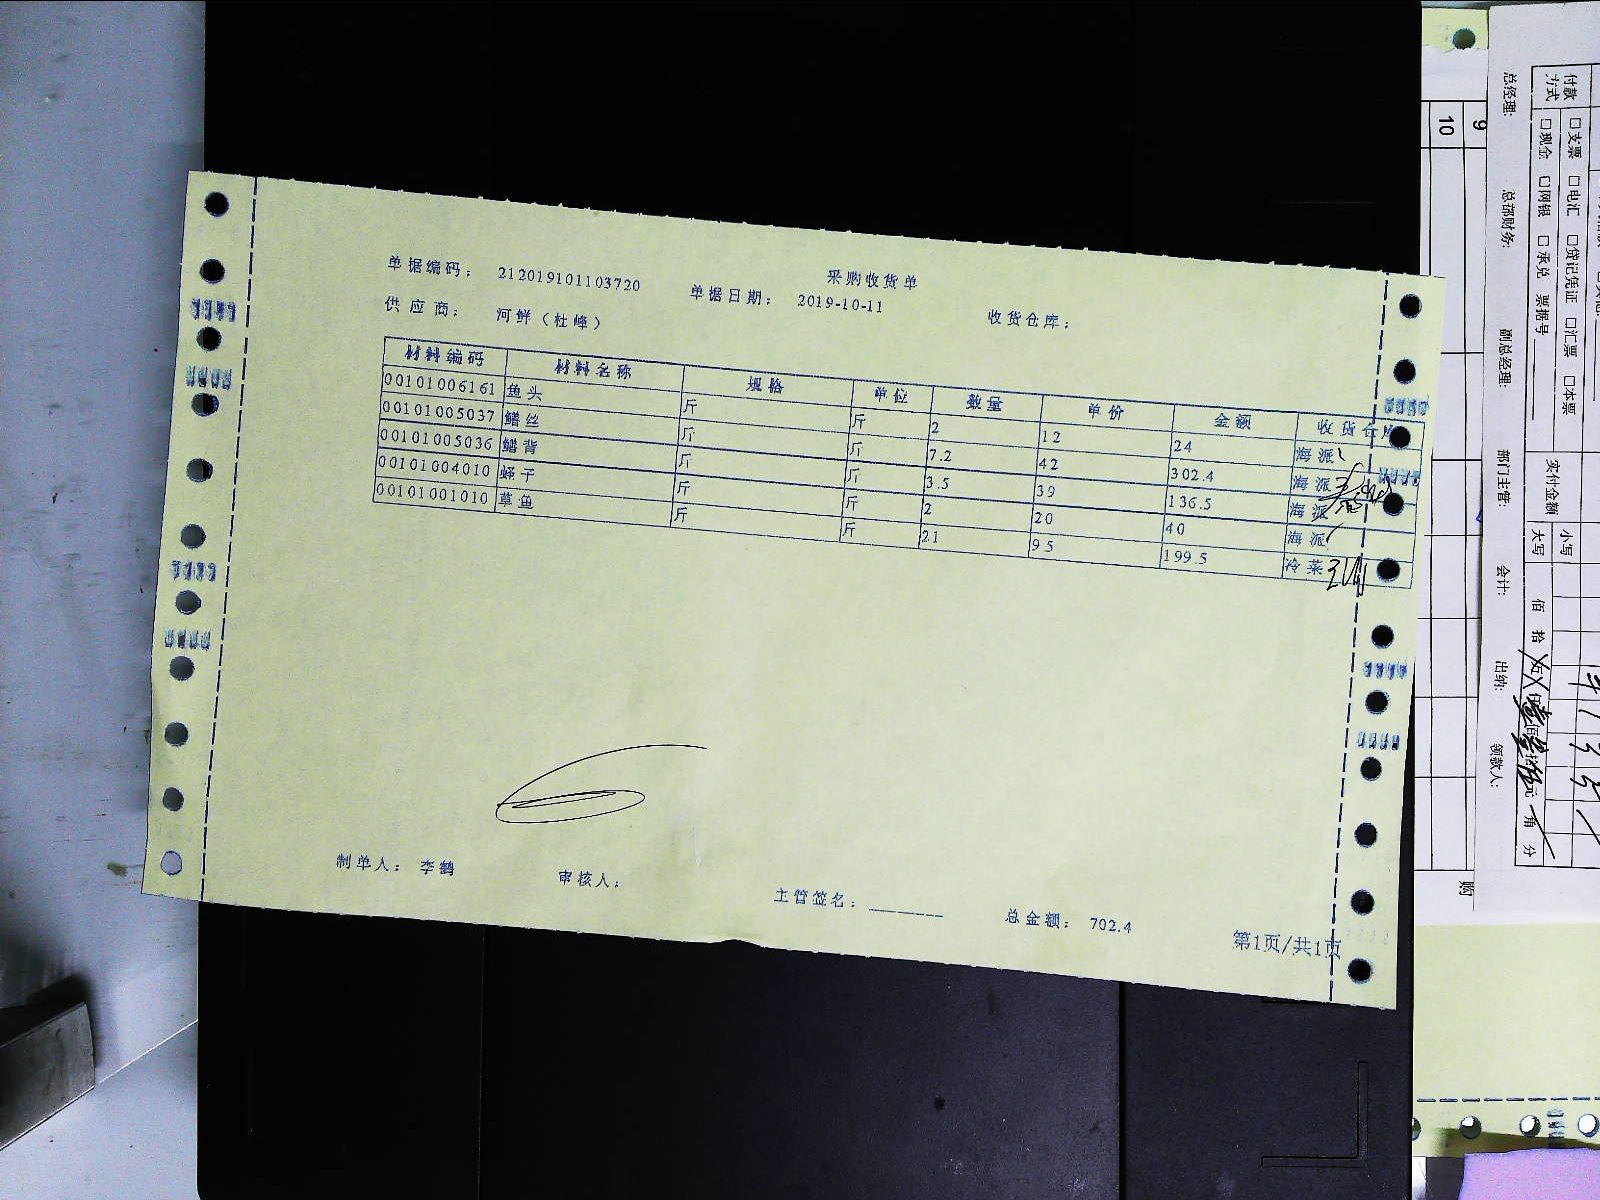 采购收货单
单据编码： 212019101103720 单据日期： 2019-10-11
供应商： 河鲜（杜峰） 收货仓库：
材料编码 材料名称 规格 单位 数量 单价 金额 收货仓库
00101006161 鱼头 斤 斤 2 12 24 海派
00101005037 鳝丝 斤 斤 7.2 42 302.4 海派
00101005036 鳝背 斤 斤 3.5 39 136.5 海派
00101004010 蛏子 斤 斤 2 20 40 海派
00101001010 草鱼 斤 斤 21 9.5 199.5 冷菜
制单人： 李鹤 审核人： 主管签名： 总金额： 702.4
第1页/共1页
付款方式 □支票 □电汇 □贷记凭证 □汇票 □本票
□现金 □网银 □承兑 票据号
实付金额 小写
大写 佰 拾 元 角 分
总经理： 总部财务： 副总经理： 部门主管： 会计： 出纳： 领款人：
9
10
购